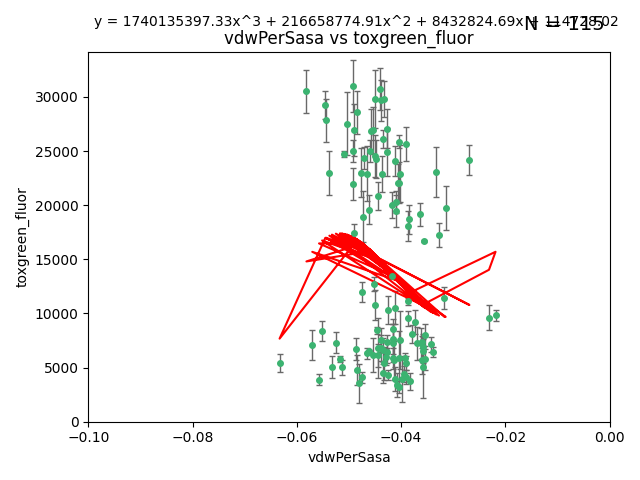 y = 1740135397.33x^3 + 216658774.91x^2 + 8432824.69x + 114728.02
N = 115
vdwPerSasa vs toxgreen_fluor
30000
25000
20000
15000
10000
5000
0
toxgreen_fluor
−0.10 −0.08 −0.06 −0.04 −0.02 0.00
vdwPerSasa